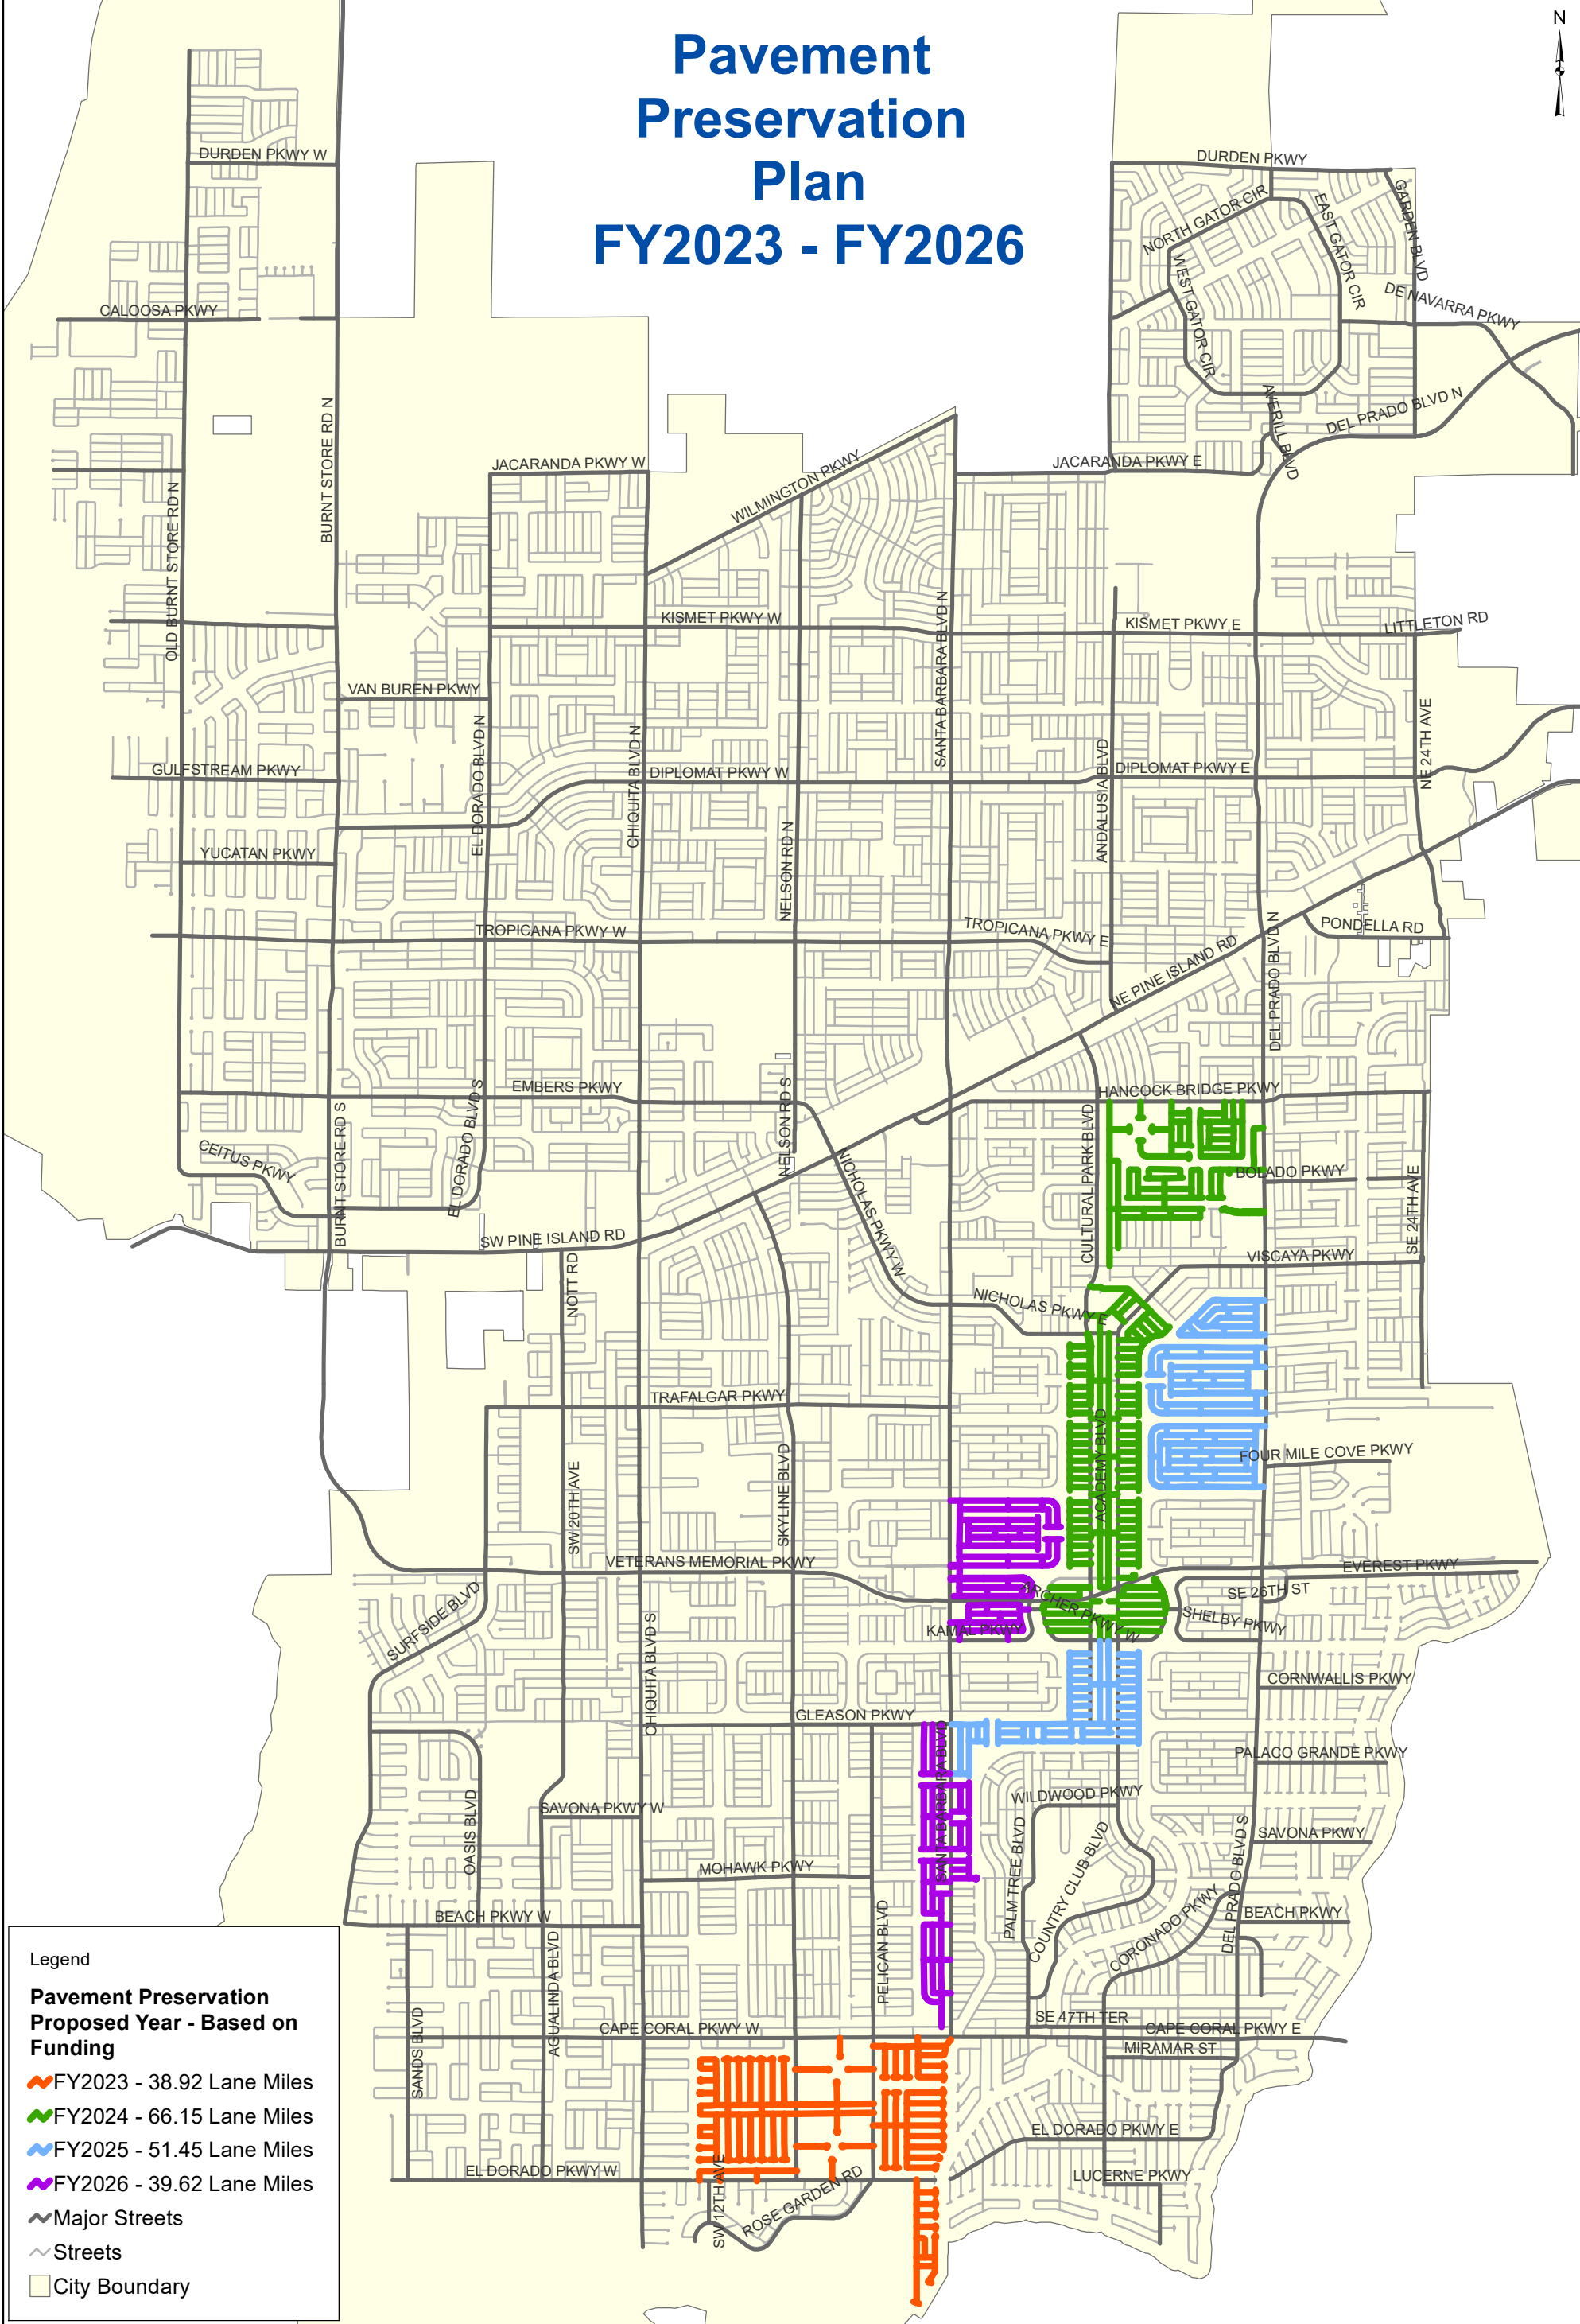 Pavement
Preservation
Plan
FY2023 - FY2026
N
DURDEN PKWY W
DURDEN PKWY
NORTH GATOR CIR
EAST GATOR CIR
GARDEN BLVD
WEST GATOR CIR
DE NAVARRA PKWY
CALOOSA PKWY
AVERILL BLVD
DEL PRADO BLVD N
BURNT STORE RD N
OLD BURNT STORE RD N
JACARANDA PKWY W
WILMINGTON PKWY
JACARANDA PKWY E
KISMET PKWY W
SANTA BARBARA BLVD N
KISMET PKWY E
LITTLETON RD
VAN BUREN PKWY
EL DORADO BLVD N
CHIQUITA BLVD N
NE 24TH AVE
GULFSTREAM PKWY
DIPLOMAT PKWY W
ANDALUSIA BLVD
DIPLOMAT PKWY E
YUCATAN PKWY
NELSON RD N
TROPICANA PKWY W
TROPICANA PKWY E
NE PINE ISLAND RD
DEL PRADO BLVD N
PONDELLA RD
EMBERS PKWY
HANCOCK BRIDGE PKWY
CEITUS PKWY
BURNT STORE RD S
EL DORADO BLVD S
NELSON RD S
NICHOLAS PKWY W
CULTURAL PARK BLVD
BOLADO PKWY
SE 24TH AVE
SW PINE ISLAND RD
NOTT RD
VISCAYA PKWY
NICHOLAS PKWY E
TRAFALGAR PKWY
ACADEMY BLVD
FOUR MILE COVE PKWY
SW 20TH AVE
SKYLINE BLVD
VETERANS MEMORIAL PKWY
EVEREST PKWY
SURFSIDE BLVD
ARCHER PKWY W
SE 26TH ST
SHELBY PKWY
KAMAL PKWY
CHIQUITA BLVD S
CORNWALLIS PKWY
GLEASON PKWY
SANTA BARBARA BLVD
PALACO GRANDE PKWY
OASIS BLVD
SAVONA PKWY W
WILDWOOD PKWY
PALM TREE BLVD
COUNTRY CLUB BLVD
SAVONA PKWY
MOHAWK PKWY
DEL PRADO BLVD S
BEACH PKWY W
AGUALINDA BLVD
PELICAN BLVD
CORONADO PKWY
BEACH PKWY
SANDS BLVD
CAPE CORAL PKWY W
SE 47TH TER
CAPE CORAL PKWY E
MIRAMAR ST
EL DORADO PKWY E
EL DORADO PKWY W
SW 12TH AVE
ROSE GARDEN RD
LUCERNE PKWY
Legend
Pavement Preservation
Proposed Year - Based on
Funding
FY2023 - 38.92 Lane Miles
FY2024 - 66.15 Lane Miles
FY2025 - 51.45 Lane Miles
FY2026 - 39.62 Lane Miles
Major Streets
Streets
City Boundary